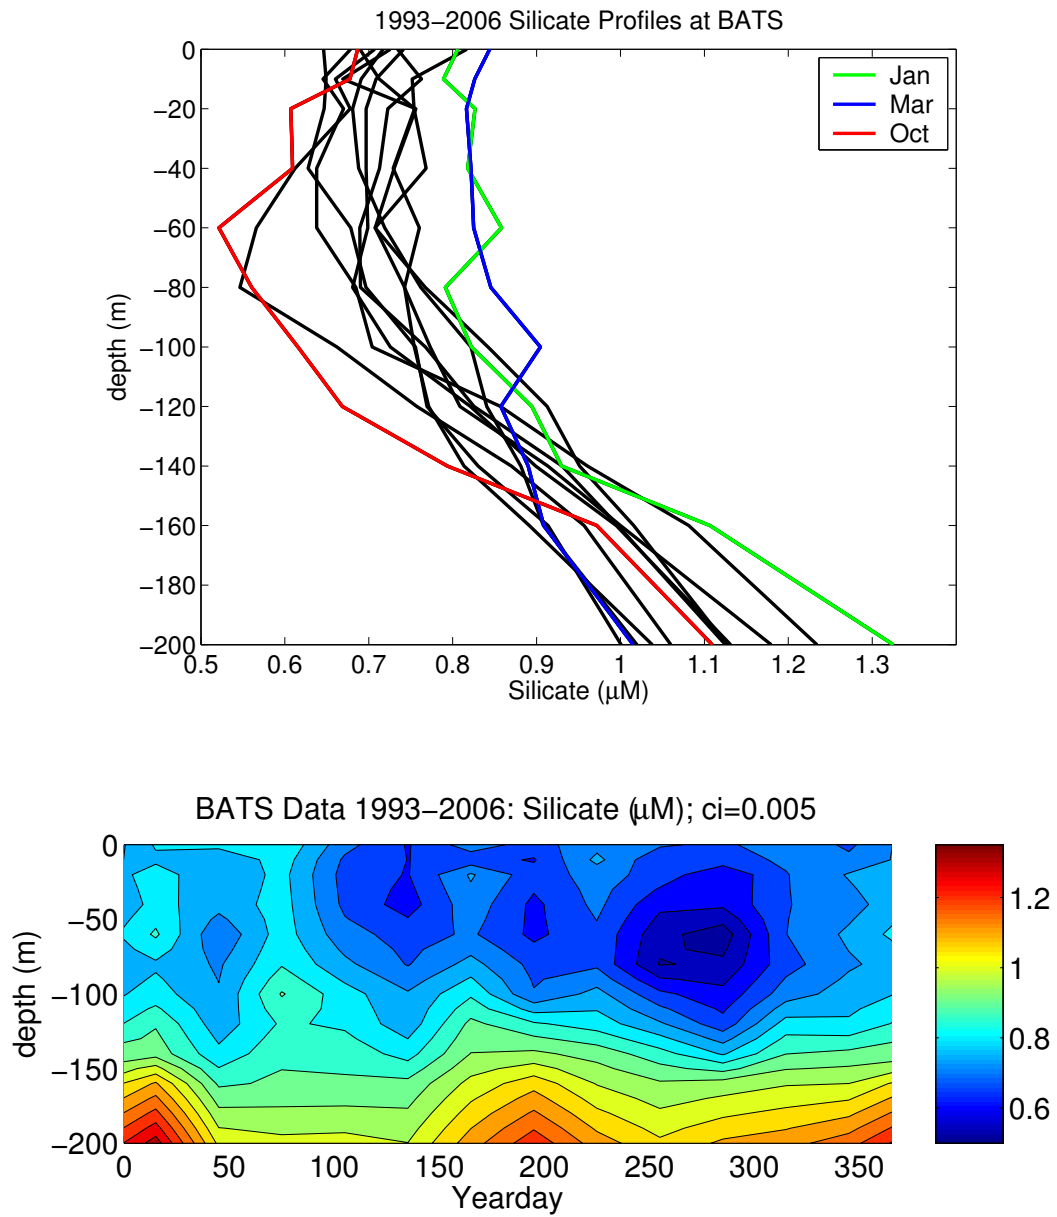 1993−2006 Silicate Profiles at BATS
0
−20
−40
−60
−80
−100
−120
−140
−160
−180
−200
depth (m)
Jan
Mar
Oct
0.5 0.6 0.7 0.8 0.9 1 1.1 1.2 1.3
Silicate (μM)
BATS Data 1993−2006: Silicate (μM); ci=0.005
0
−50
−100
−150
−200
depth (m)
0 50 100 150 200 250 300 350
Yearday
1.2
1
0.8
0.6